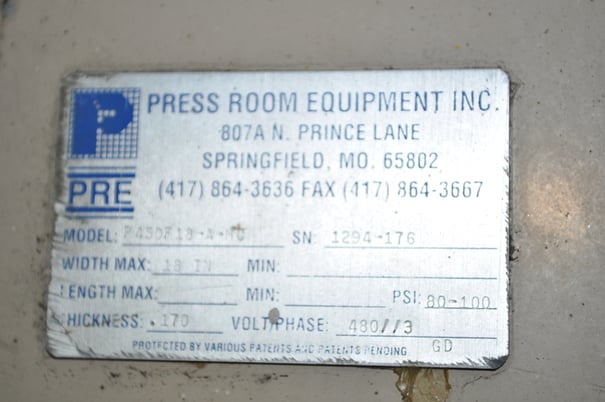 P PRESS ROOM EQUIPMENT INC.
807A N. PRINCE LANE
SPRINGFIELD, MO. 65802
PRE (417) 864-3636 FAX (417) 864-3667
MODEL: SN: 1294-176
WIDTH MAX: 18 IN MIN:
LENGTH MAX: MIN: PSI: 80-100
HICKNESS: .170 VOLT/PHASE: 480//3
PROTECTED BY VARIOUS PATENTS AND PATENTS PENDING GD